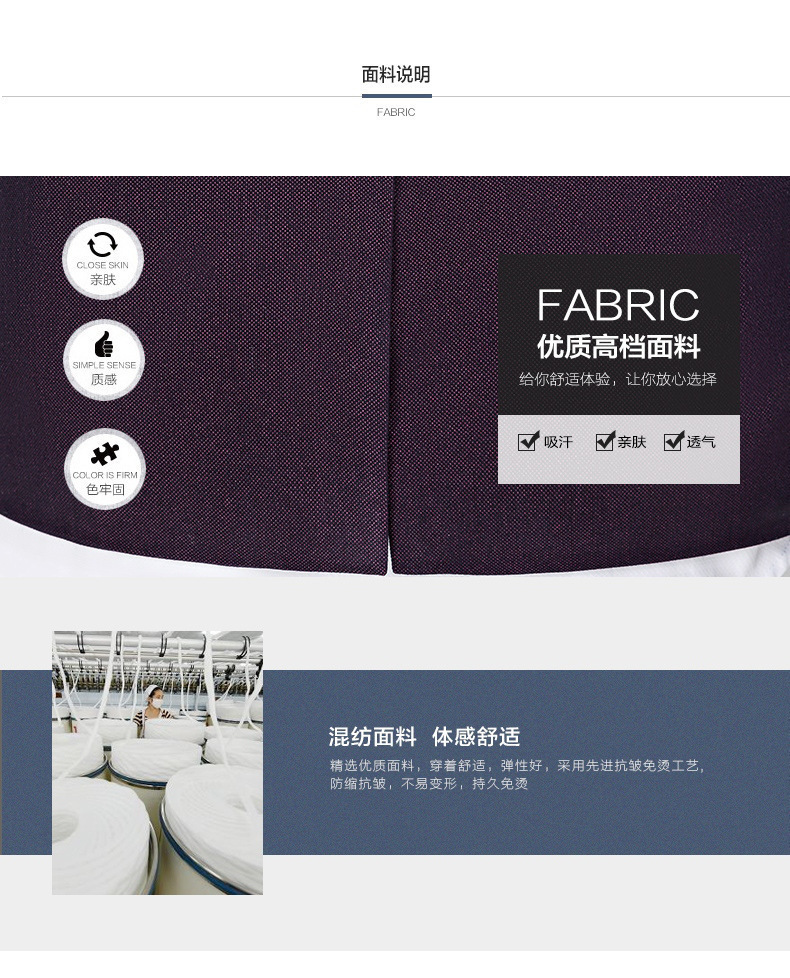 面料说明
FABRIC
CLOSE SKIN
亲肤
SIMPLE SENSE
质感
COLOR IS FIRM
色牢固
FABRIC
优质高档面料
给你舒适体验，让你放心选择
吸汗 亲肤 透气
混纺面料 体感舒适
精选优质面料，穿着舒适，弹性好，采用先进抗皱免烫工艺,
防缩抗皱，不易变形，持久免烫